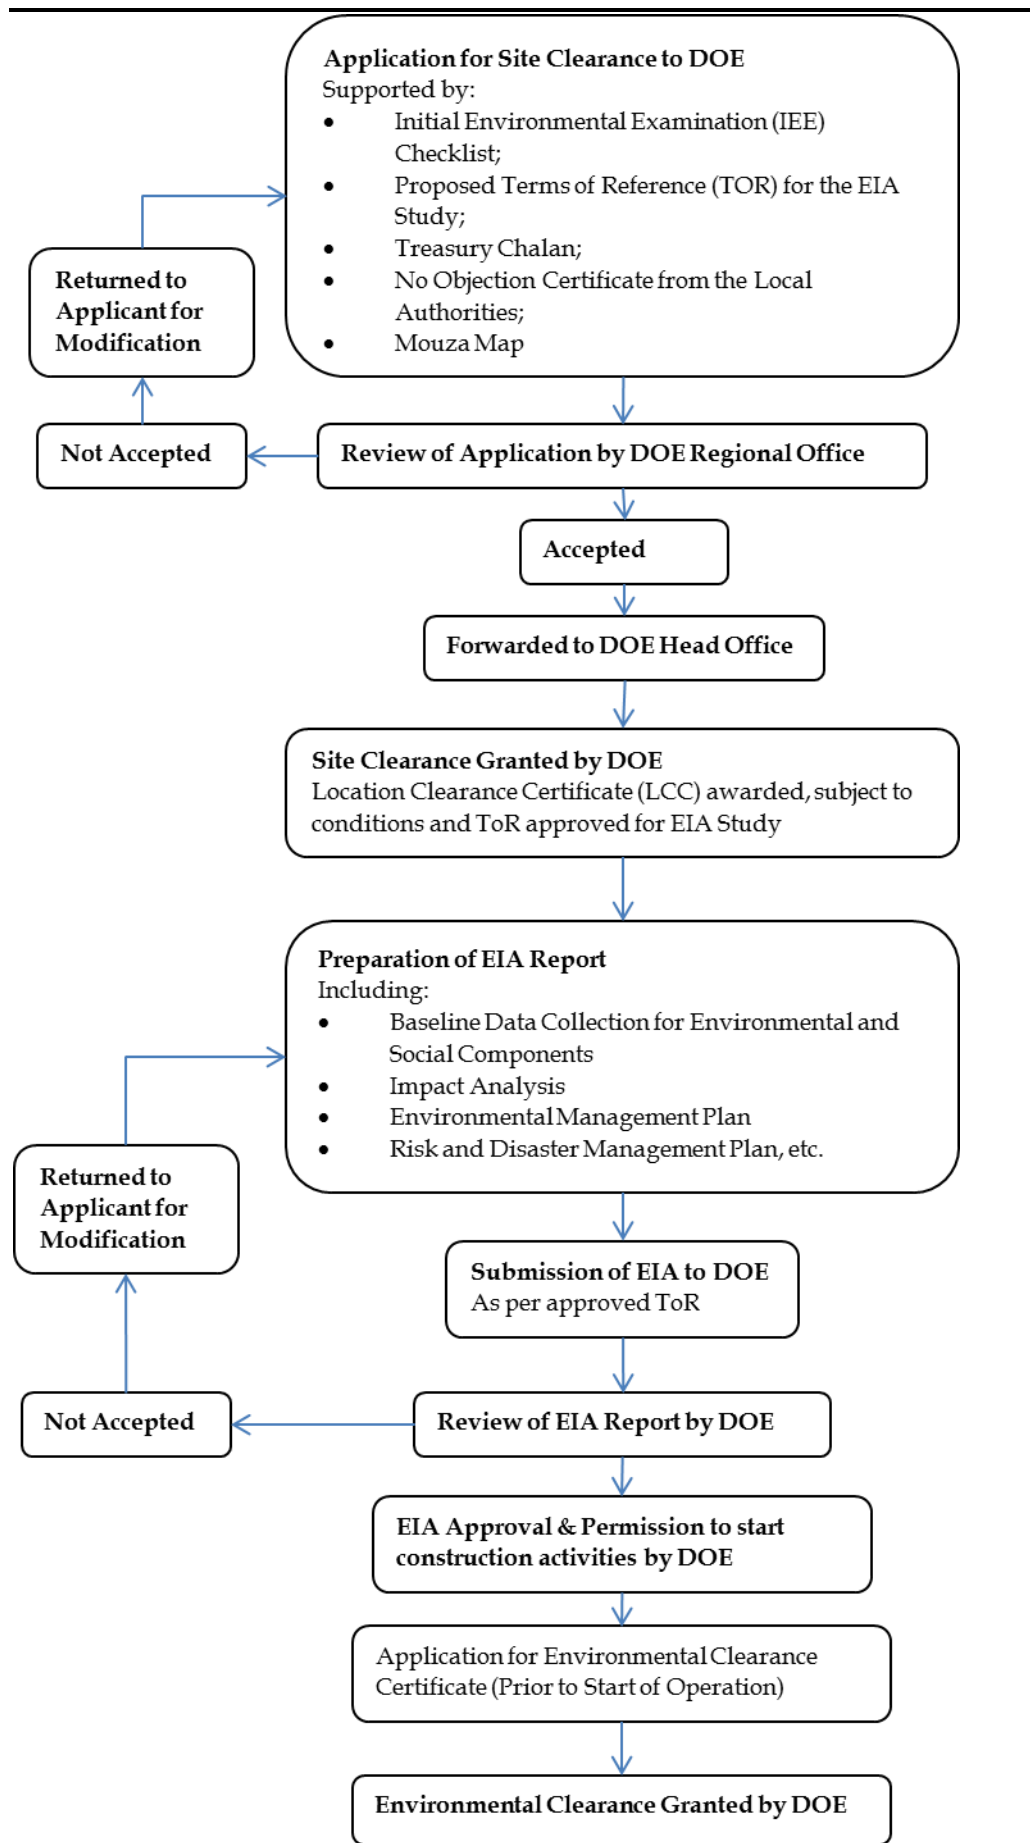 Application for Site Clearance to DOE
Supported by:
• Initial Environmental Examination (IEE)
Checklist;
• Proposed Terms of Reference (TOR) for the EIA
Study;
• Treasury Chalan;
• No Objection Certificate from the Local
Authorities;
• Mouza Map
Returned to
Applicant for
Modification
Not Accepted
Review of Application by DOE Regional Office
Accepted
Forwarded to DOE Head Office
Site Clearance Granted by DOE
Location Clearance Certificate (LCC) awarded, subject to
conditions and ToR approved for EIA Study
Preparation of EIA Report
Including:
• Baseline Data Collection for Environmental and
Social Components
• Impact Analysis
• Environmental Management Plan
• Risk and Disaster Management Plan, etc.
Returned to
Applicant for
Modification
Submission of EIA to DOE
As per approved ToR
Not Accepted
Review of EIA Report by DOE
EIA Approval & Permission to start
construction activities by DOE
Application for Environmental Clearance
Certificate (Prior to Start of Operation)
Environmental Clearance Granted by DOE